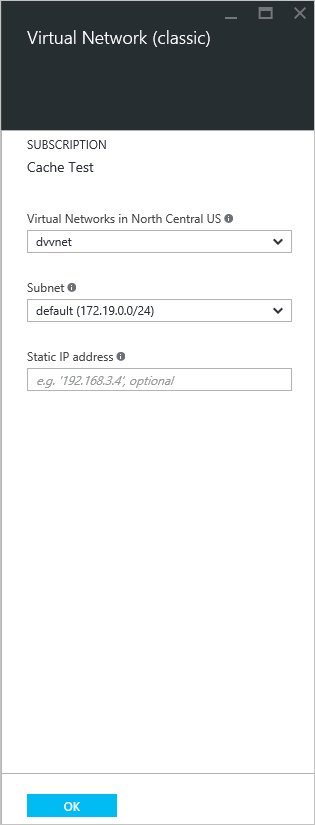 Virtual Network (classic)
SUBSCRIPTION
Cache Test
Virtual Networks in North Central US
dvvnet
Subnet
default (172.19.0.0/24)
Static IP address
e.g. '192.168.3.4', optional
OK